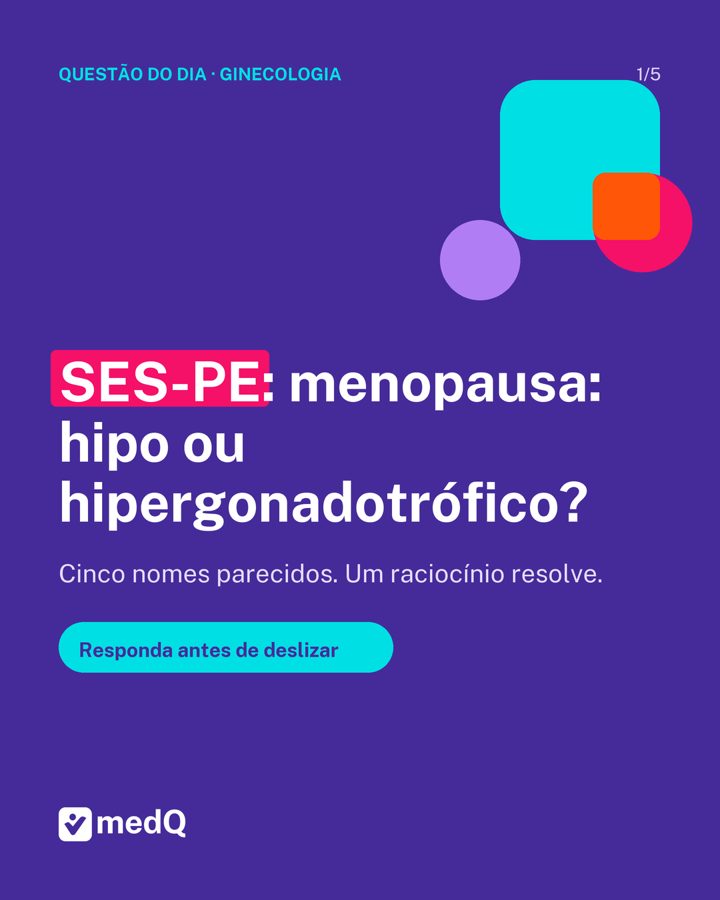 QUESTÃO DO DIA · GINECOLOGIA
1/5
SES-PE: menopausa:
hipo ou
hipergonadotrófico?
Cinco nomes parecidos. Um raciocínio resolve.
Responda antes de deslizar
medQ